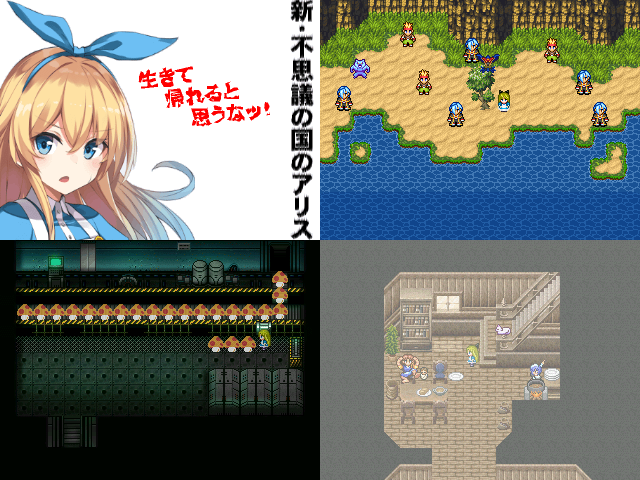 新・不思議の国のアリス
生きて
帰れると
思うなッ!